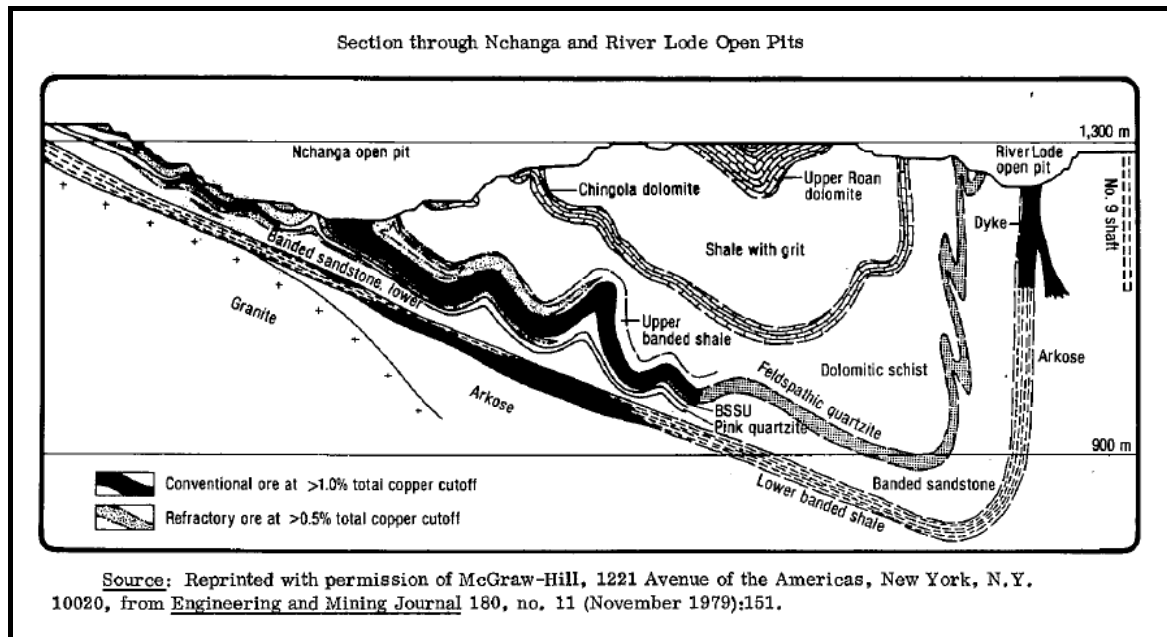 Section through Nchanga and River Lode Open Pits
1,300 m
Nchanga open pit
River Lode
open pit
Chingola dolomite
Upper Roan
dolomite
No. 9 shaft
Dyke
Shale with grit
Banded sandstone, lower
Granite
Upper
banded shale
Dolomitic schist
Arkose
Feldspathic quartzite
Arkose
BSSU
Pink quartzite
900 m
Conventional ore at >1.0% total copper cutoff
Banded sandstone
Lower banded shale
Refractory ore at >0.5% total copper cutoff
Source: Reprinted with permission of McGraw-Hill, 1221 Avenue of the Americas, New York, N.Y.
10020, from Engineering and Mining Journal 180, no. 11 (November 1979):151.